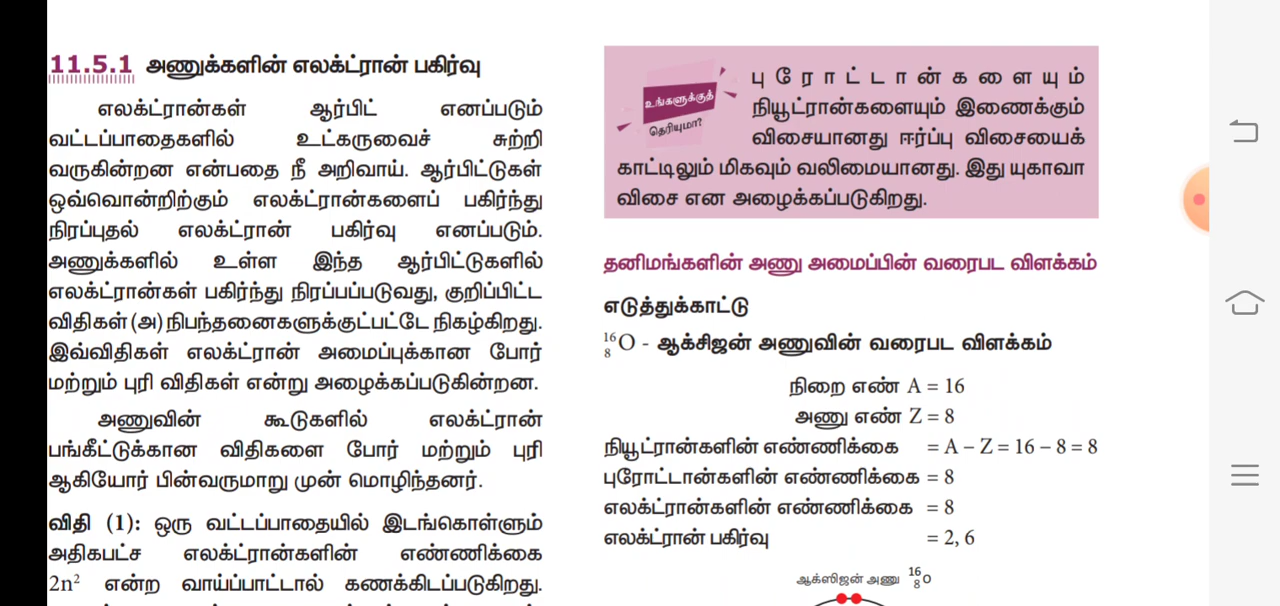 11.5.1 அணுக்களின் எலக்ட்ரான் பகிர்வு
எலக்ட்ரான்கள் ஆர்பிட் எனப்படும்
வட்டப்பாதைகளில் உட்கருவைச் சுற்றி
வருகின்றன என்பதை நீ அறிவாய். ஆர்பிட்டுகள்
ஒவ்வொன்றிற்கும் எலக்ட்ரான்களைப் பகிர்ந்து
நிரப்புதல் எலக்ட்ரான் பகிர்வு எனப்படும்.
அணுக்களில் உள்ள இந்த ஆர்பிட்டுகளில்
எலக்ட்ரான்கள் பகிர்ந்து நிரப்பப்படுவது, குறிப்பிட்ட
விதிகள் (அ) நிபந்தனைகளுக்குட்பட்டே நிகழ்கிறது.
இவ்விதிகள் எலக்ட்ரான் அமைப்புக்கான போர்
மற்றும் புரி விதிகள் என்று அழைக்கப்படுகின்றன.
அணுவின் கூடுகளில் எலக்ட்ரான்
பங்கீட்டுக்கான விதிகளை போர் மற்றும் புரி
ஆகியோர் பின்வருமாறு முன் மொழிந்தனர்.
விதி (1): ஒரு வட்டப்பாதையில் இடங்கொள்ளும்
அதிகபட்ச எலக்ட்ரான்களின் எண்ணிக்கை
2n² என்ற வாய்ப்பாட்டால் கணக்கிடப்படுகிறது.
உங்களுக்குத்
தெரியுமா?
புரோட்டான்களையும்
நியூட்ரான்களையும் இணைக்கும்
விசையானது ஈர்ப்பு விசையைக்
காட்டிலும் மிகவும் வலிமையானது. இது யுகாவா
விசை என அழைக்கப்படுகிறது.
தனிமங்களின் அணு அமைப்பின் வரைபட விளக்கம்
எடுத்துக்காட்டு
¹⁶₈O - ஆக்சிஜன் அணுவின் வரைபட விளக்கம்
நிறை எண் A = 16
அணு எண் Z = 8
நியூட்ரான்களின் எண்ணிக்கை = A – Z = 16 – 8 = 8
புரோட்டான்களின் எண்ணிக்கை = 8
எலக்ட்ரான்களின் எண்ணிக்கை = 8
எலக்ட்ரான் பகிர்வு = 2, 6
ஆக்ஸிஜன் அணு ¹⁶₈O